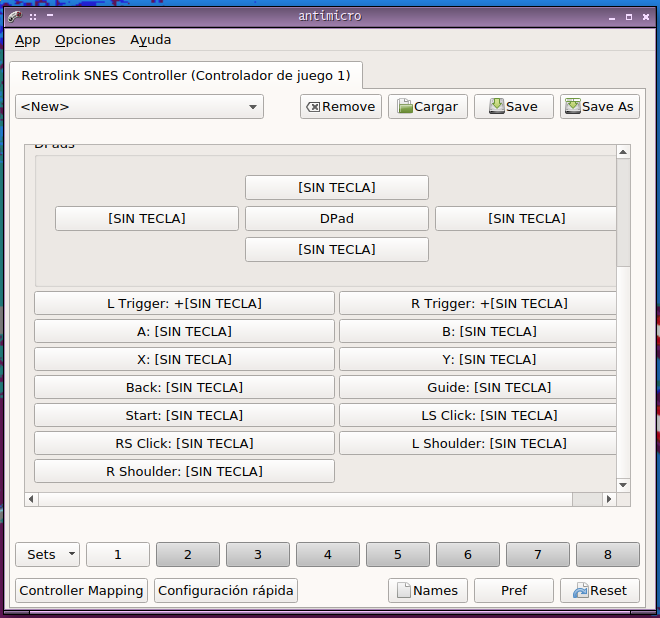 antimicro
App Opciones Ayuda
Retrolink SNES Controller (Controlador de juego 1)
<New> Remove Cargar Save Save As
DPads
[SIN TECLA]
[SIN TECLA] DPad [SIN TECLA]
[SIN TECLA]
L Trigger: +[SIN TECLA] R Trigger: +[SIN TECLA]
A: [SIN TECLA] B: [SIN TECLA]
X: [SIN TECLA] Y: [SIN TECLA]
Back: [SIN TECLA] Guide: [SIN TECLA]
Start: [SIN TECLA] LS Click: [SIN TECLA]
RS Click: [SIN TECLA] L Shoulder: [SIN TECLA]
R Shoulder: [SIN TECLA]
Sets 1 2 3 4 5 6 7 8
Controller Mapping Configuración rápida Names Pref Reset